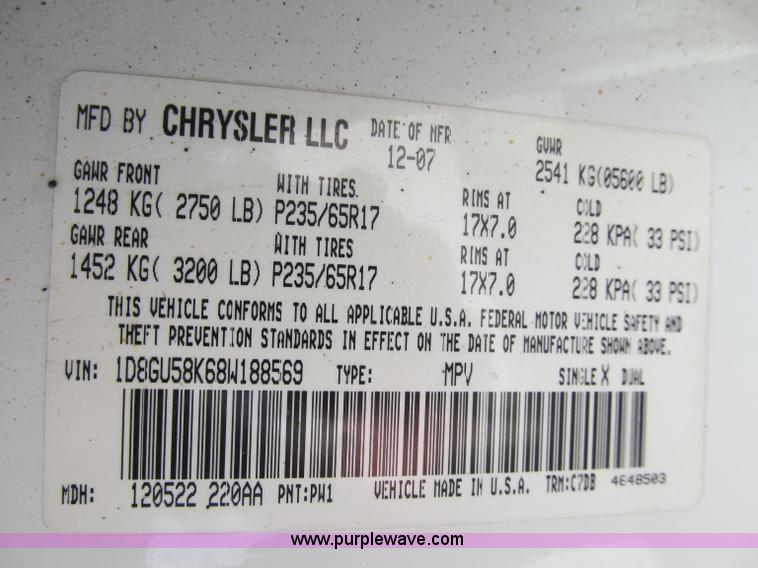 MFD BY CHRYSLER LLC DATE OF MFR GVWR
12-07 2541 KG(05600 LB)
GAWR FRONT WITH TIRES RIMS AT COLD
1248 KG( 2750 LB) P235/65R17 17X7.0 228 KPA( 33 PSI)
GAWR REAR WITH TIRES RIMS AT COLD
1452 KG( 3200 LB) P235/65R17 17X7.0 228 KPA( 33 PSI)
THIS VEHICLE CONFORMS TO ALL APPLICABLE U.S.A. FEDERAL MOTOR VEHICLE SAFETY AND
THEFT PREVENTION STANDARDS IN EFFECT ON THE DATE OF MANUFACTURE SHOWN ABOVE.
VIN: 1D8GU58K68W188569 TYPE: MPV SINGLE X DUAL
MDH: 120522 220AA PNT:PW1 VEHICLE MADE IN U.S.A. TRM:C7DB 4648503
www.purplewave.com